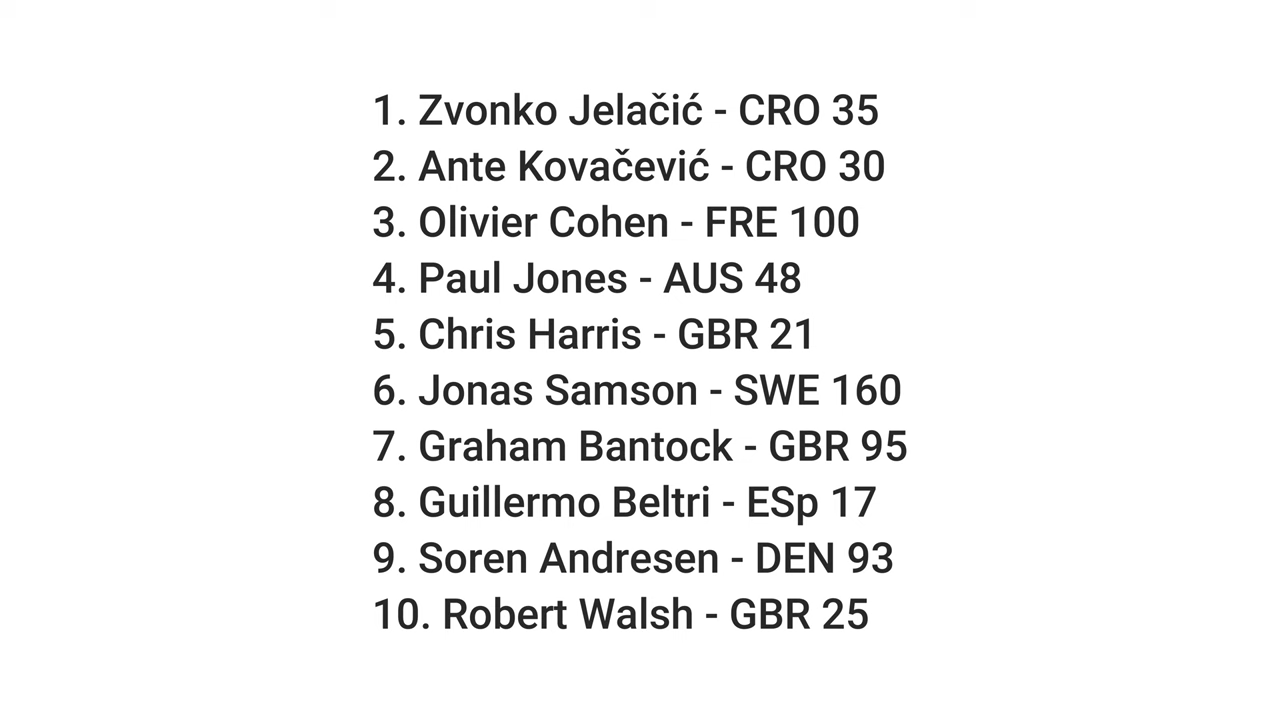 1. Zvonko Jelačić - CRO 35
2. Ante Kovačević - CRO 30
3. Olivier Cohen - FRE 100
4. Paul Jones - AUS 48
5. Chris Harris - GBR 21
6. Jonas Samson - SWE 160
7. Graham Bantock - GBR 95
8. Guillermo Beltri - ESp 17
9. Soren Andresen - DEN 93
10. Robert Walsh - GBR 25